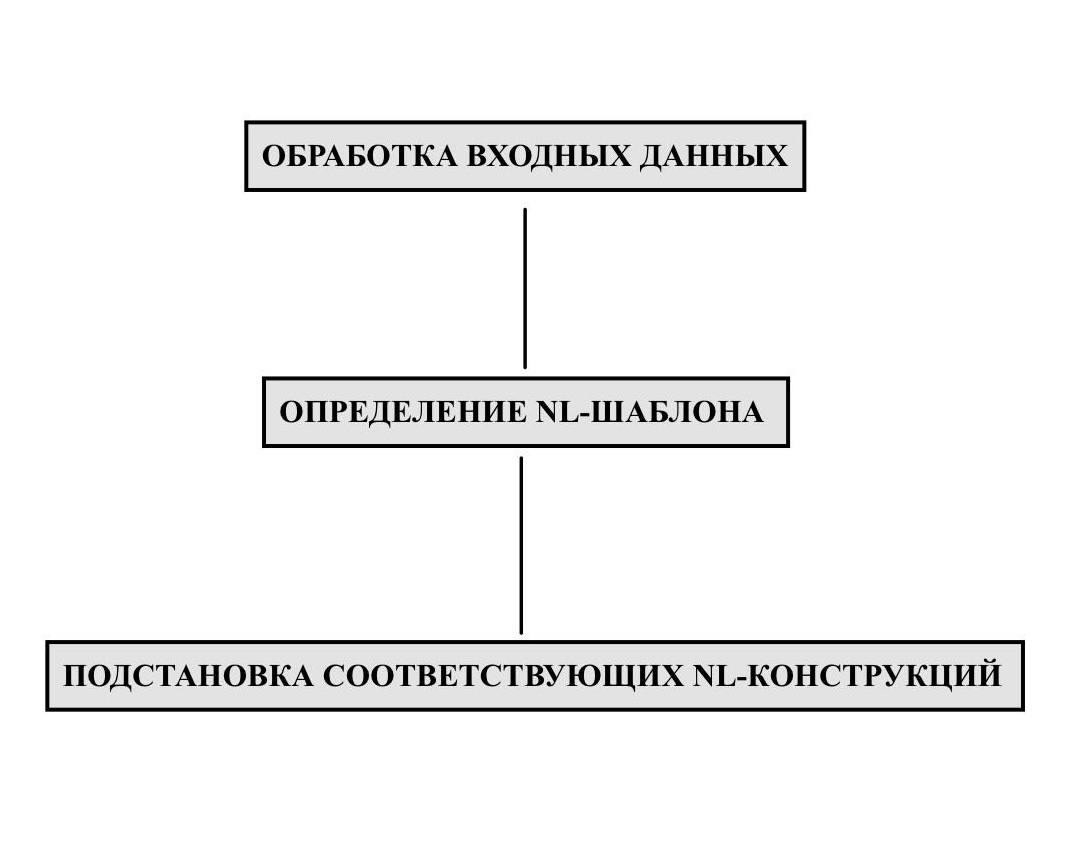 ОБРАБОТКА ВХОДНЫХ ДАННЫХ
ОПРЕДЕЛЕНИЕ NL-ШАБЛОНА
ПОДСТАНОВКА СООТВЕТСТВУЮЩИХ NL-КОНСТРУКЦИЙ